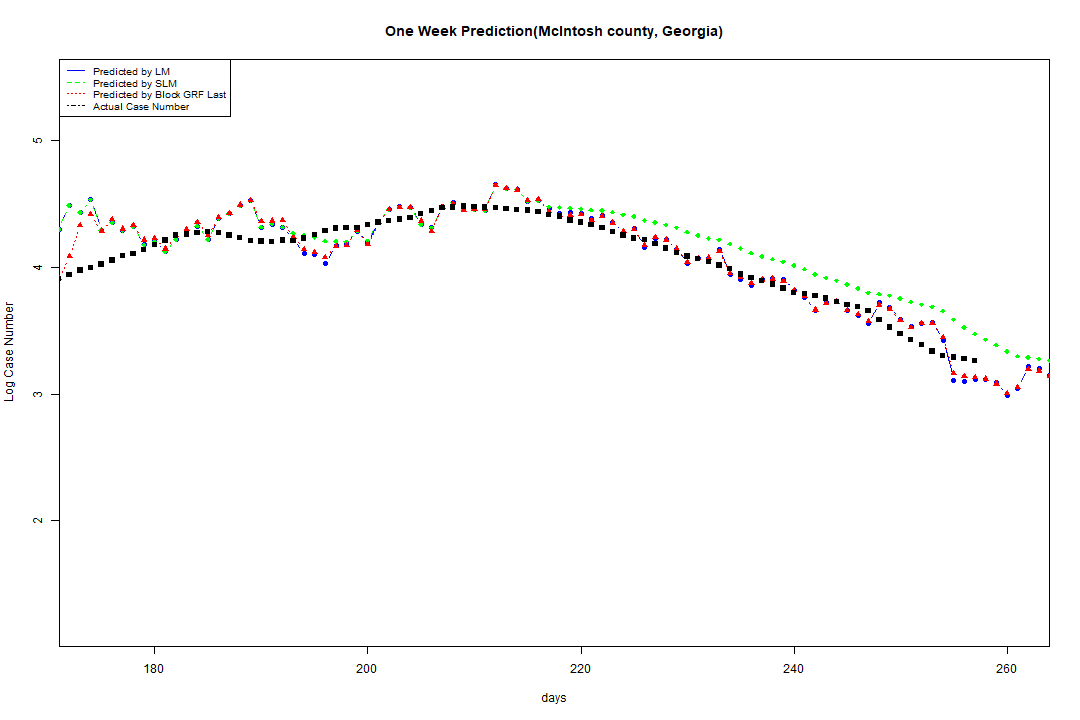 One Week Prediction(McIntosh county, Georgia)
Predicted by LM
Predicted by SLM
Predicted by Block GRF Last
Actual Case Number
5
4
3
2
Log Case Number
180 200 220 240 260
days